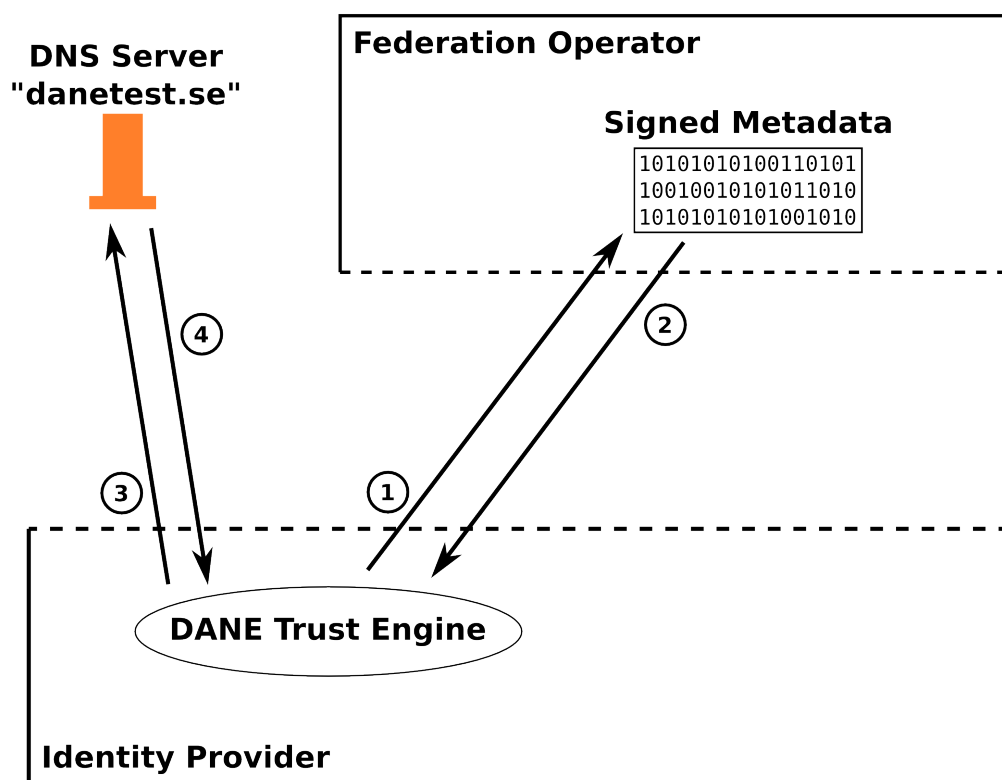 DNS Server
"danetest.se"
Federation Operator
Signed Metadata
10101010100110101
10010010101011010
10101010101001010
4
2
3
1
DANE Trust Engine
Identity Provider